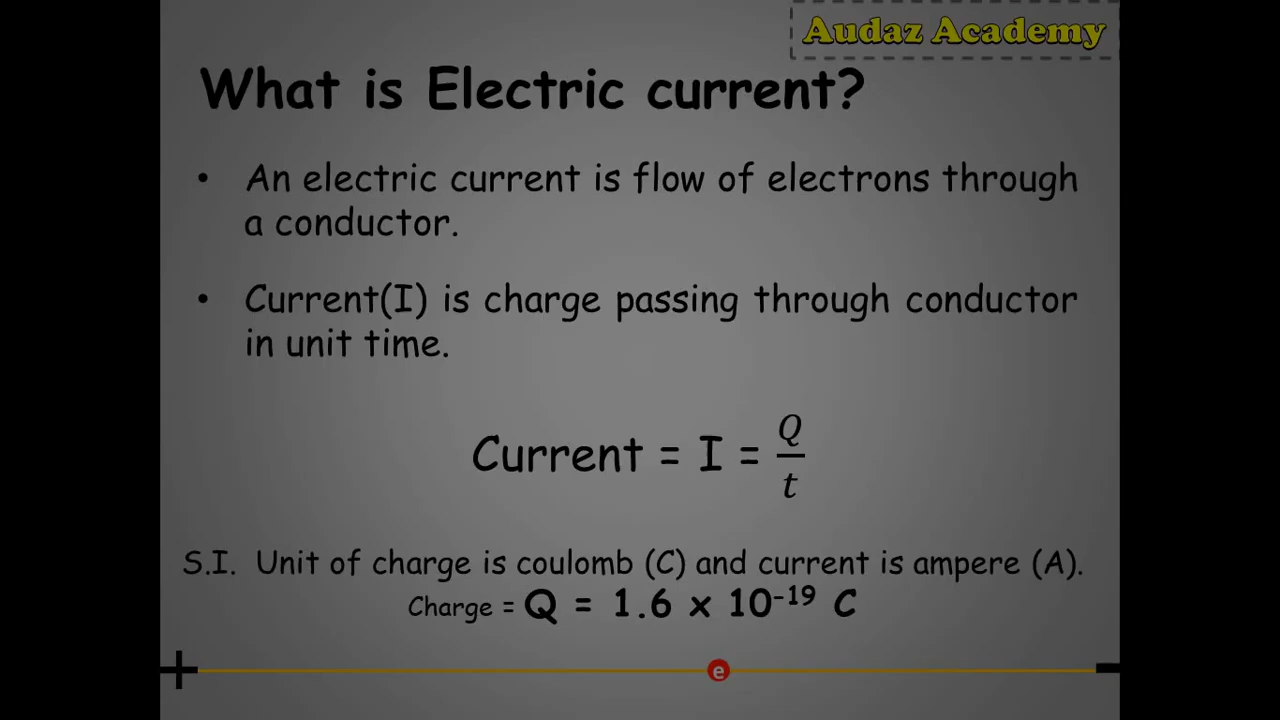 Audaz Academy
What is Electric current?
• An electric current is flow of electrons through
a conductor.
• Current(I) is charge passing through conductor
in unit time.
Current = I = Q/t
S.I. Unit of charge is coulomb (C) and current is ampere (A).
Charge = Q = 1.6 x 10⁻¹⁹ C
+ e −